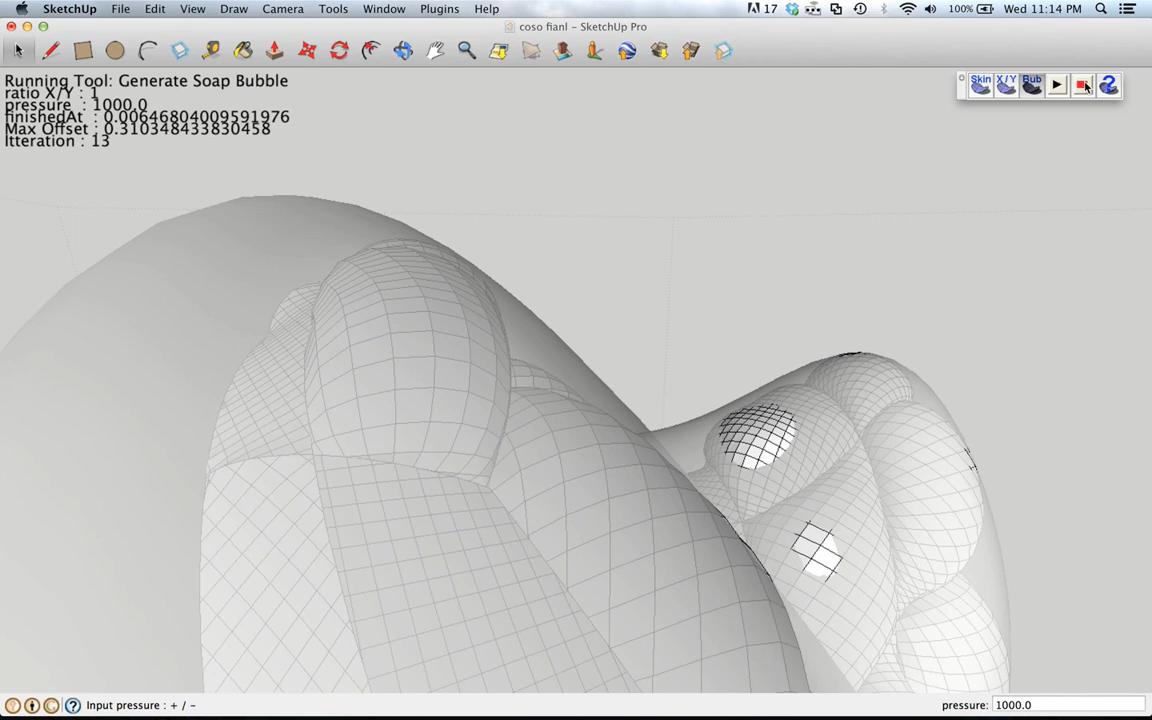 SketchUp File Edit View Draw Camera Tools Window Plugins Help 17 100% Wed 11:14 PM
coso fianl – SketchUp Pro
Running Tool: Generate Soap Bubble
ratio X/Y : 1
pressure : 1000.0
finishedAt : 0.00646804009591976
Max Offset : 0.310348433830458
Itteration : 13
Skin X/Y Bub ?
Input pressure : + / –
pressure: 1000.0